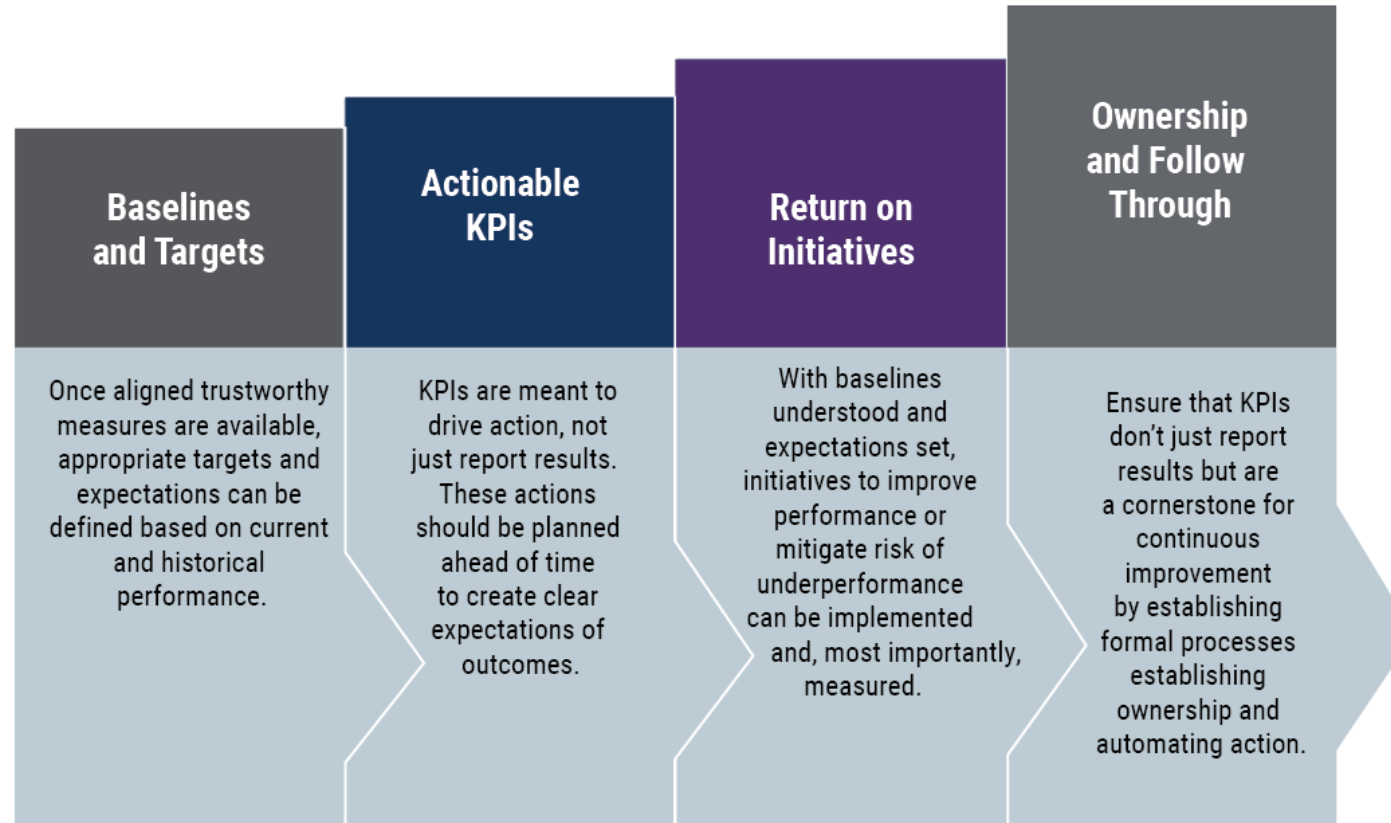 Baselines
and Targets
Once aligned trustworthy
measures are available,
appropriate targets and
expectations can be
defined based on current
and historical
performance.
Actionable
KPIs
KPIs are meant to
drive action, not
just report results.
These actions
should be planned
ahead of time
to create clear
expectations of
outcomes.
Return on
Initiatives
With baselines
understood and
expectations set,
initiatives to improve
performance or
mitigate risk of
underperformance
can be implemented
and, most importantly,
measured.
Ownership
and Follow
Through
Ensure that KPIs
don’t just report
results but are
a cornerstone for
continuous
improvement
by establishing
formal processes
establishing
ownership and
automating action.